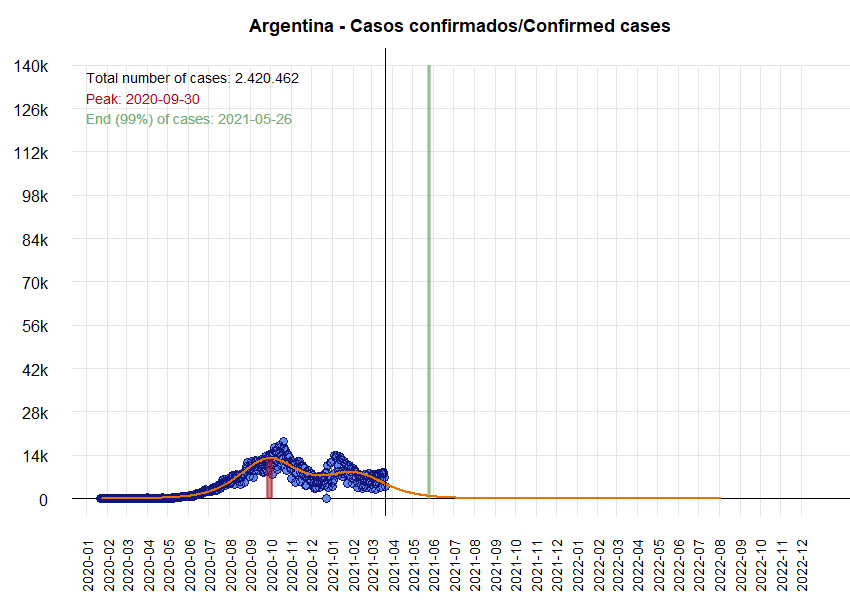 Argentina - Casos confirmados/Confirmed cases
140k
Total number of cases: 2.420.462
Peak: 2020-09-30
End (99%) of cases: 2021-05-26
126k
112k
98k
84k
70k
56k
42k
28k
14k
0
2020-01
2020-02
2020-03
2020-04
2020-05
2020-06
2020-07
2020-08
2020-09
2020-10
2020-11
2020-12
2021-01
2021-02
2021-03
2021-04
2021-05
2021-06
2021-07
2021-08
2021-09
2021-10
2021-11
2021-12
2022-02
2022-03
2022-04
2022-05
2022-06
2022-07
2022-08
2022-09
2022-10
2022-11
2022-12